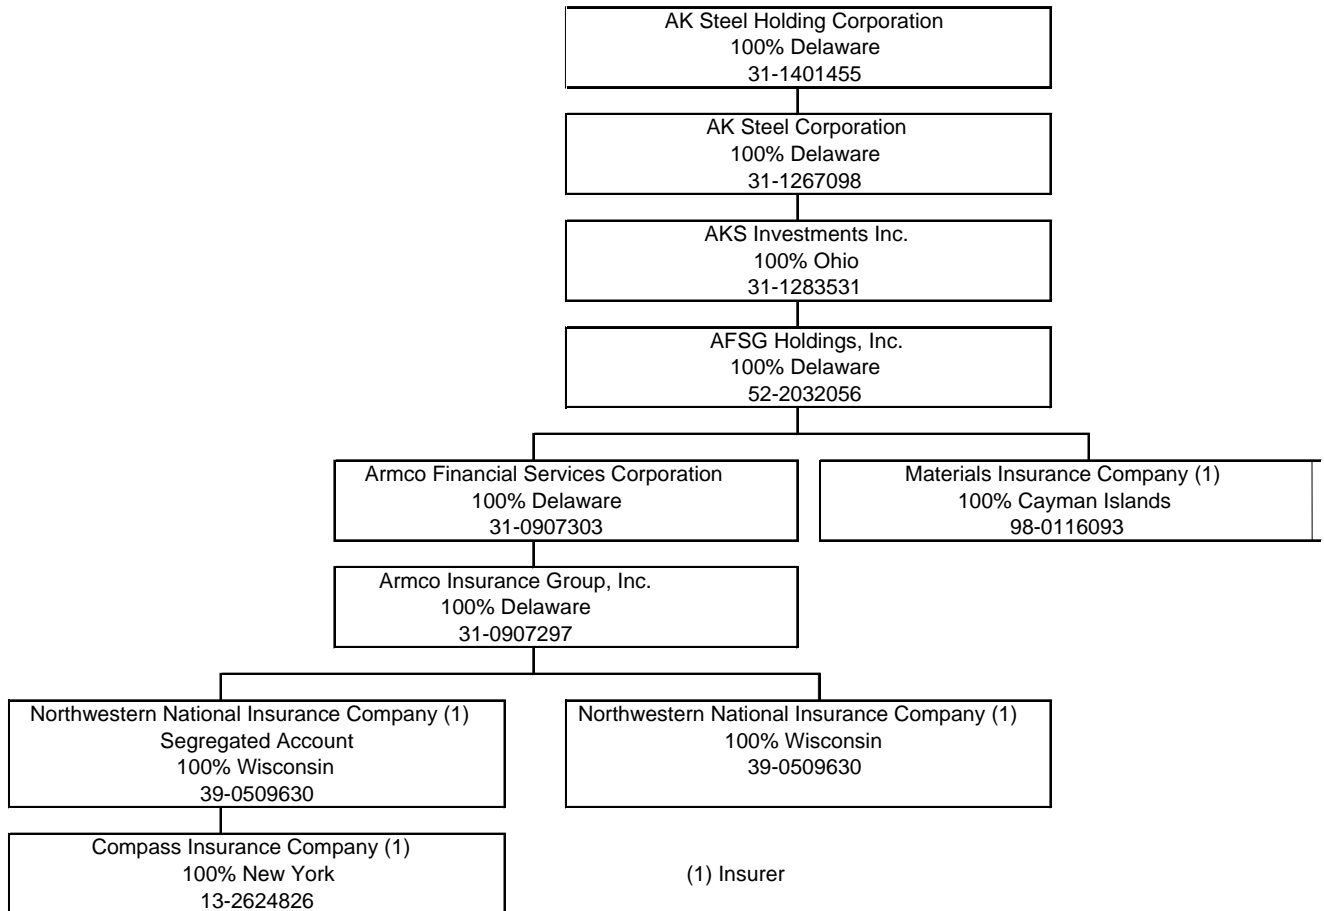 AK Steel Holding Corporation
100% Delaware
31-1401455
AK Steel Corporation
100% Delaware
31-1267098
AKS Investments Inc.
100% Ohio
31-1283531
AFSG Holdings, Inc.
100% Delaware
52-2032056
Armco Financial Services Corporation
100% Delaware
31-0907303
Materials Insurance Company (1)
100% Cayman Islands
98-0116093
Armco Insurance Group, Inc.
100% Delaware
31-0907297
Northwestern National Insurance Company (1)
Segregated Account
100% Wisconsin
39-0509630
Northwestern National Insurance Company (1)
100% Wisconsin
39-0509630
Compass Insurance Company (1)
100% New York
13-2624826
(1) Insurer